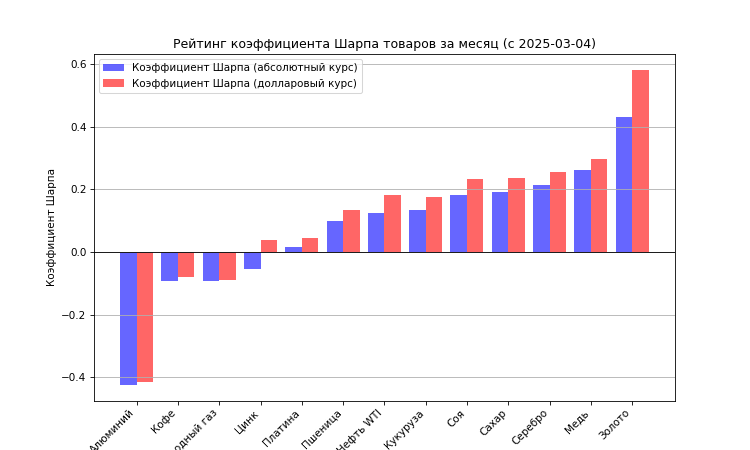 Рейтинг коэффициента Шарпа товаров за месяц (с 2025-03-04)
Коэффициент Шарпа (абсолютный курс)
Коэффициент Шарпа (долларовый курс)
Коэффициент Шарпа
0.6
0.4
0.2
0.0
−0.2
−0.4
Алюминий
Кофе
одный газ
Цинк
Платина
Пшеница
Нефть WTI
Кукуруза
Соя
Сахар
Серебро
Медь
Золото